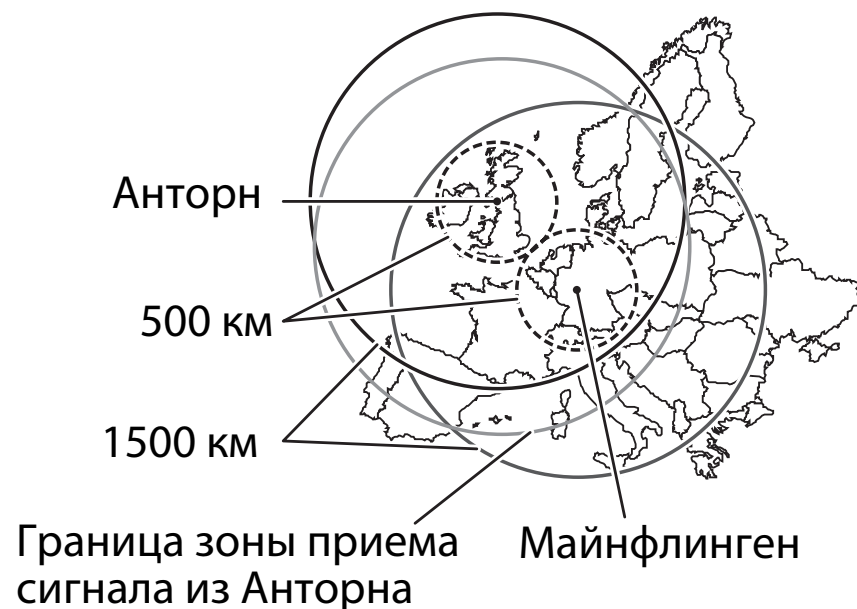 Анторн
500 км
1500 км
Граница зоны приема
сигнала из Анторна
Майнфлинген